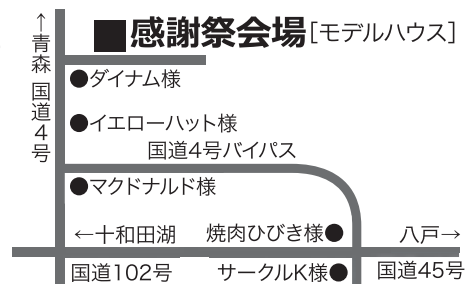 ■感謝祭会場[モデルハウス]
↑青森 国道4号
●ダイナム様
●イエローハット様
国道4号バイパス
●マクドナルド様
←十和田湖
焼肉ひびき様●
八戸→
国道102号
サークルK様●
国道45号